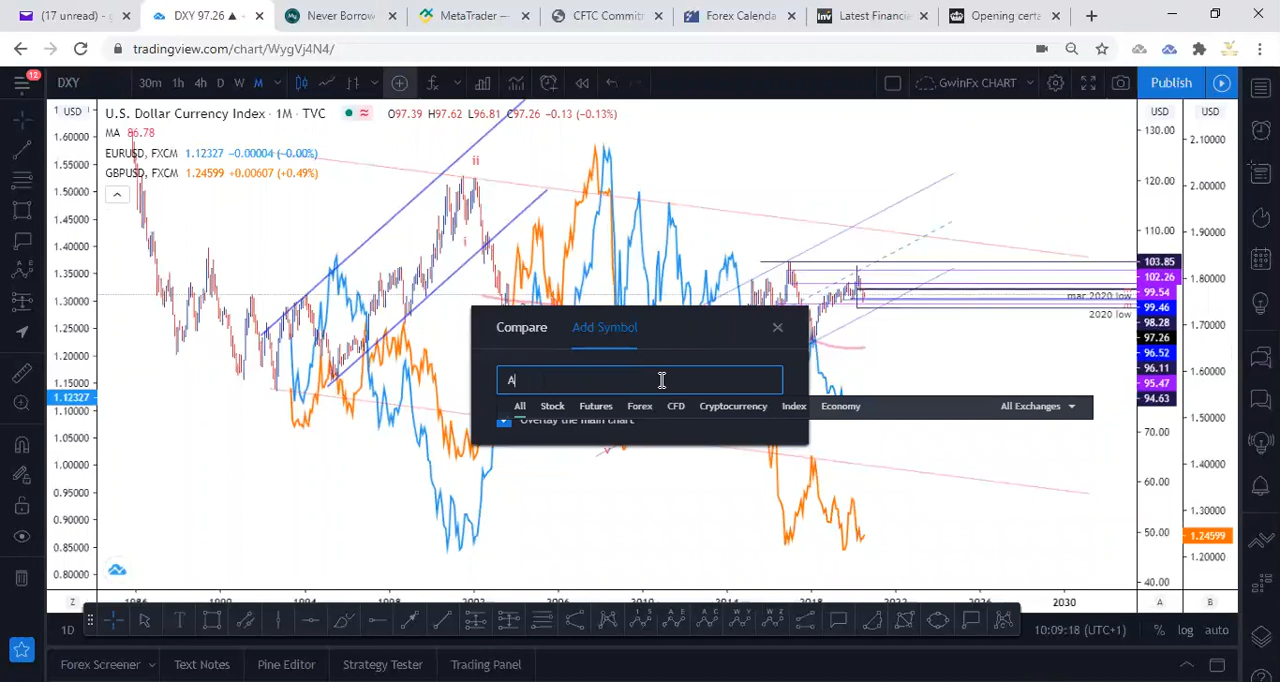 (17 unread) -
DXY 97.26 ▲
Never Borrow
MetaTrader -
CFTC Commit
Forex Calenda
Latest Financia
Opening certa
tradingview.com/chart/WygVj4N4/
12
DXY
30m 1h 4h D W M
GwinFx CHART
Publish
U.S. Dollar Currency Index · 1M · TVC
O97.39 H97.62 L96.81 C97.26 -0.13 (-0.13%)
MA 86.78
EURUSD, FXCM 1.12327 -0.00004 (-0.00%)
GBPUSD, FXCM 1.24599 +0.00607 (+0.49%)
USD
1.60000
1.55000
1.50000
1.45000
1.40000
1.35000
1.30000
1.25000
1.20000
1.15000
1.12327
1.10000
1.05000
1.00000
0.95000
0.90000
0.85000
0.80000
ii
i
v
mar 2020 low
2020 low
Compare
Add Symbol
A
All Stock Futures Forex CFD Cryptocurrency Index Economy All Exchanges
Overlay the main chart
USD
130.00
120.00
110.00
103.85
102.26
99.54
99.46
98.28
97.26
96.52
96.11
95.47
94.63
70.00
60.00
50.00
40.00
USD
2.10000
2.00000
1.90000
1.80000
1.70000
1.60000
1.50000
1.40000
1.30000
1.24599
1.20000
Z
2030
A
B
1D
10:09:18 (UTC+1)
% log auto
Forex Screener
Text Notes
Pine Editor
Strategy Tester
Trading Panel